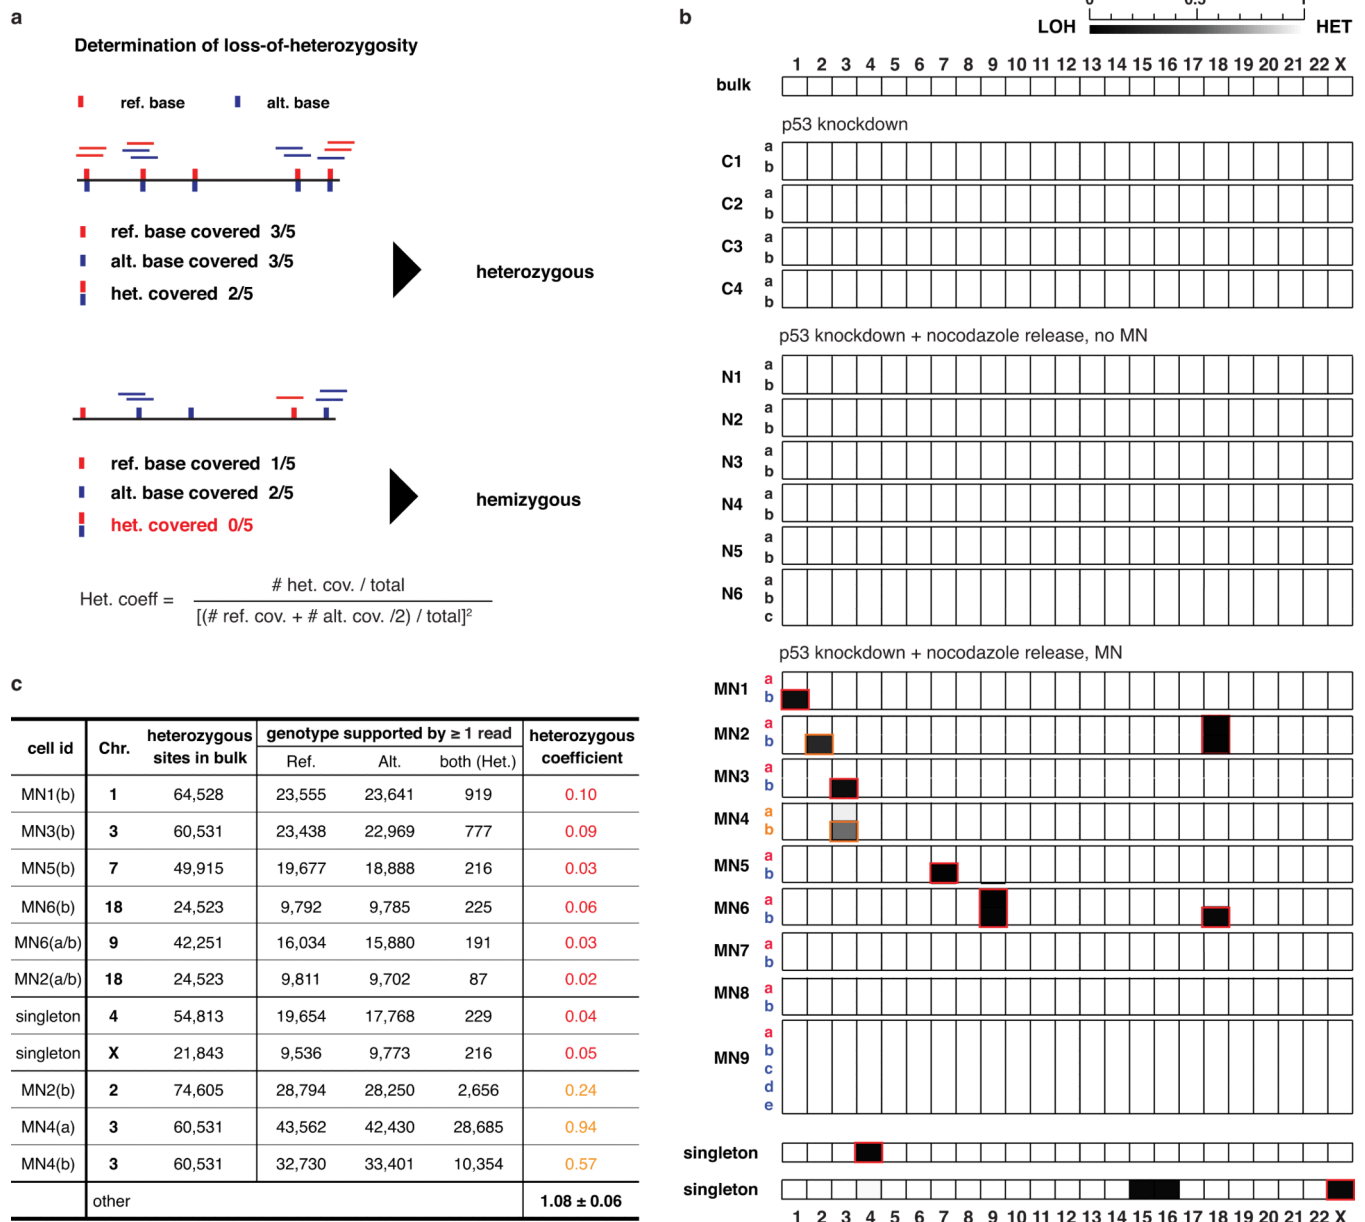 a
Determination of loss-of-heterozygosity
ref. base alt. base
ref. base covered 3/5
alt. base covered 3/5
het. covered 2/5
heterozygous
ref. base covered 1/5
alt. base covered 2/5
het. covered 0/5
hemizygous
Het. coeff = # het. cov. / total
[(# ref. cov. + # alt. cov. /2) / total]²
b
0 0.5 1
LOH HET
1 2 3 4 5 6 7 8 9 10 11 12 13 14 15 16 17 18 19 20 21 22 X
bulk
p53 knockdown
C1 a b
C2 a b
C3 a b
C4 a b
p53 knockdown + nocodazole release, no MN
N1 a b
N2 a b
N3 a b
N4 a b
N5 a b
N6 a b c
p53 knockdown + nocodazole release, MN
MN1 a b
MN2 a b
MN3 a b
MN4 a b
MN5 a b
MN6 a b
MN7 a b
MN8 a b
MN9 a b c d e
singleton
singleton
1 2 3 4 5 6 7 8 9 10 11 12 13 14 15 16 17 18 19 20 21 22 X
c
cell id Chr. heterozygous sites in bulk genotype supported by ≥ 1 read heterozygous coefficient
Ref. Alt. both (Het.)
MN1(b) 1 64,528 23,555 23,641 919 0.10
MN3(b) 3 60,531 23,438 22,969 777 0.09
MN5(b) 7 49,915 19,677 18,888 216 0.03
MN6(b) 18 24,523 9,792 9,785 225 0.06
MN6(a/b) 9 42,251 16,034 15,880 191 0.03
MN2(a/b) 18 24,523 9,811 9,702 87 0.02
singleton 4 54,813 19,654 17,768 229 0.04
singleton X 21,843 9,536 9,773 216 0.05
MN2(b) 2 74,605 28,794 28,250 2,656 0.24
MN4(a) 3 60,531 43,562 42,430 28,685 0.94
MN4(b) 3 60,531 32,730 33,401 10,354 0.57
other 1.08 ± 0.06